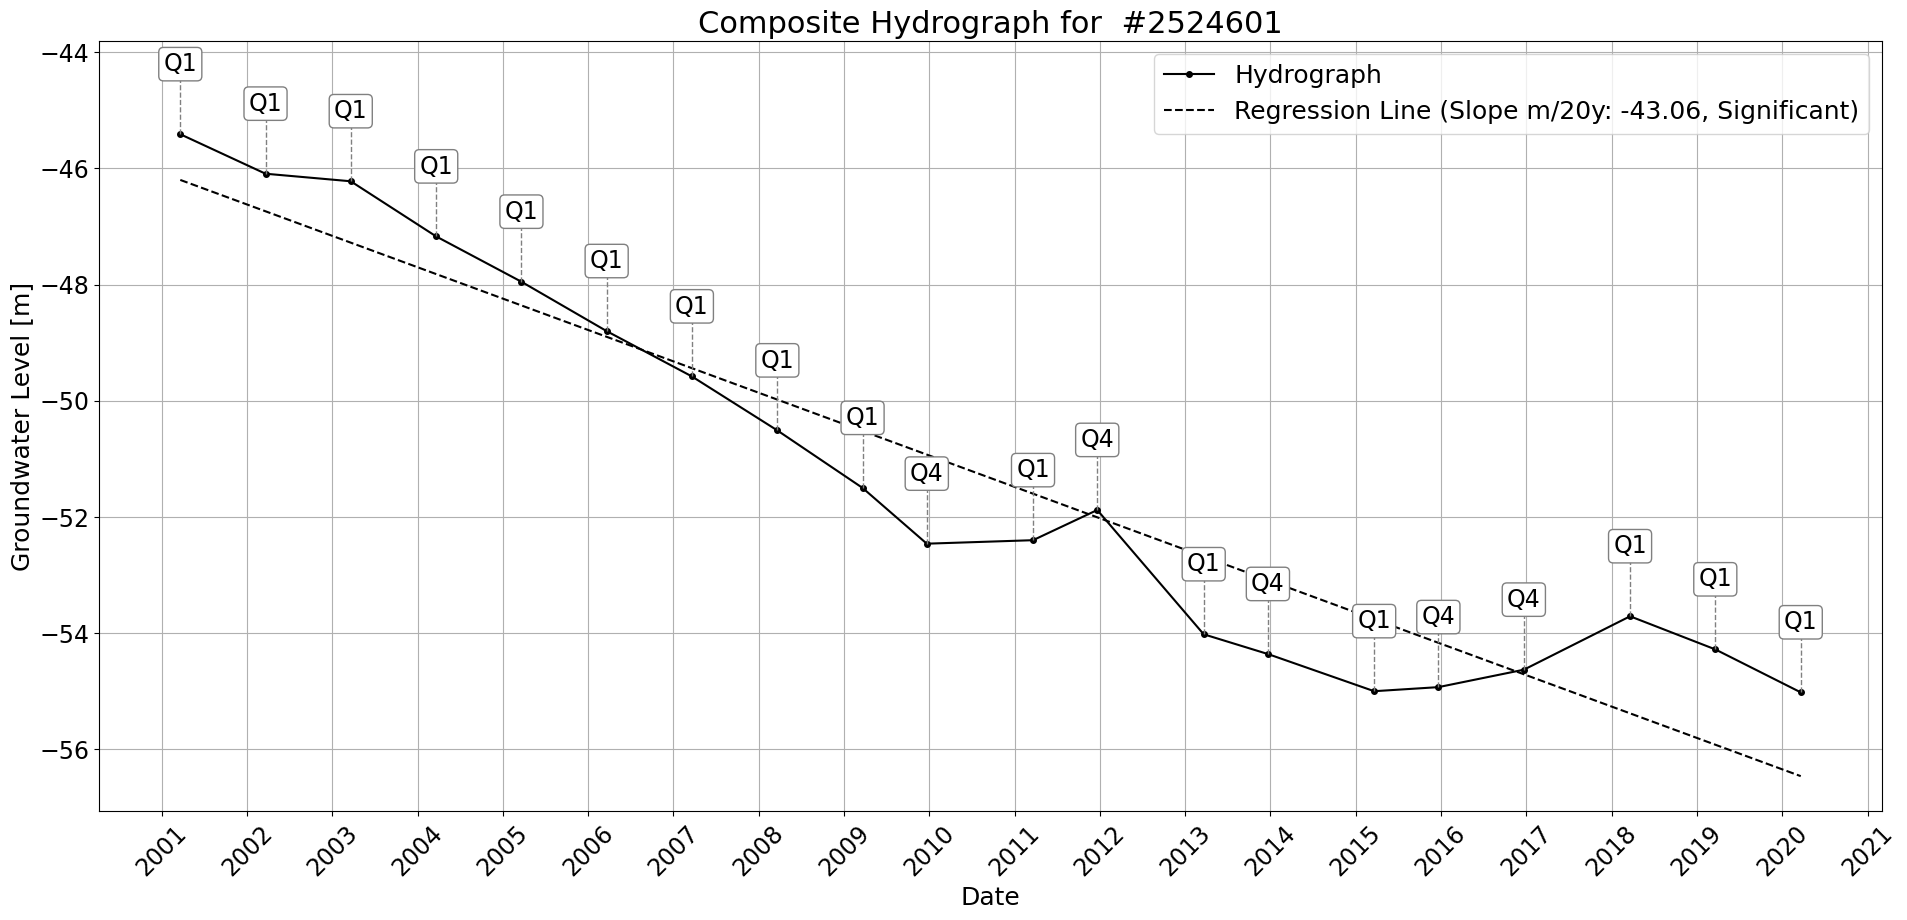 Composite Hydrograph for  #2524601
Hydrograph
Regression Line (Slope m/20y: -43.06, Significant)
Groundwater Level [m]
−44
−46
−48
−50
−52
−54
−56
Q1
Q1
Q1
Q1
Q1
Q1
Q1
Q1
Q1
Q4
Q1
Q4
Q1
Q4
Q1
Q4
Q4
Q1
Q1
Q1
2001
2002
2003
2004
2005
2006
2007
2008
2009
2010
2011
2012
2013
2014
2015
2016
2017
2018
2019
2020
2021
Date